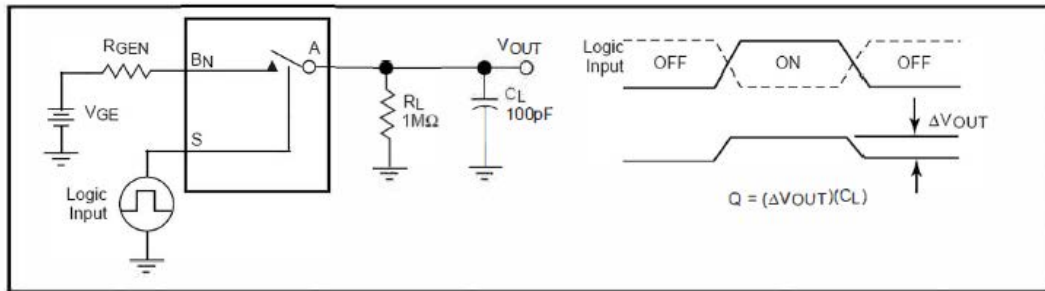 RGEN
BN
A
VOUT
VGE
S
RL
1MΩ
CL
100pF
Logic
Input
Logic
Input
OFF
ON
OFF
ΔVOUT
Q = (ΔVOUT)(CL)